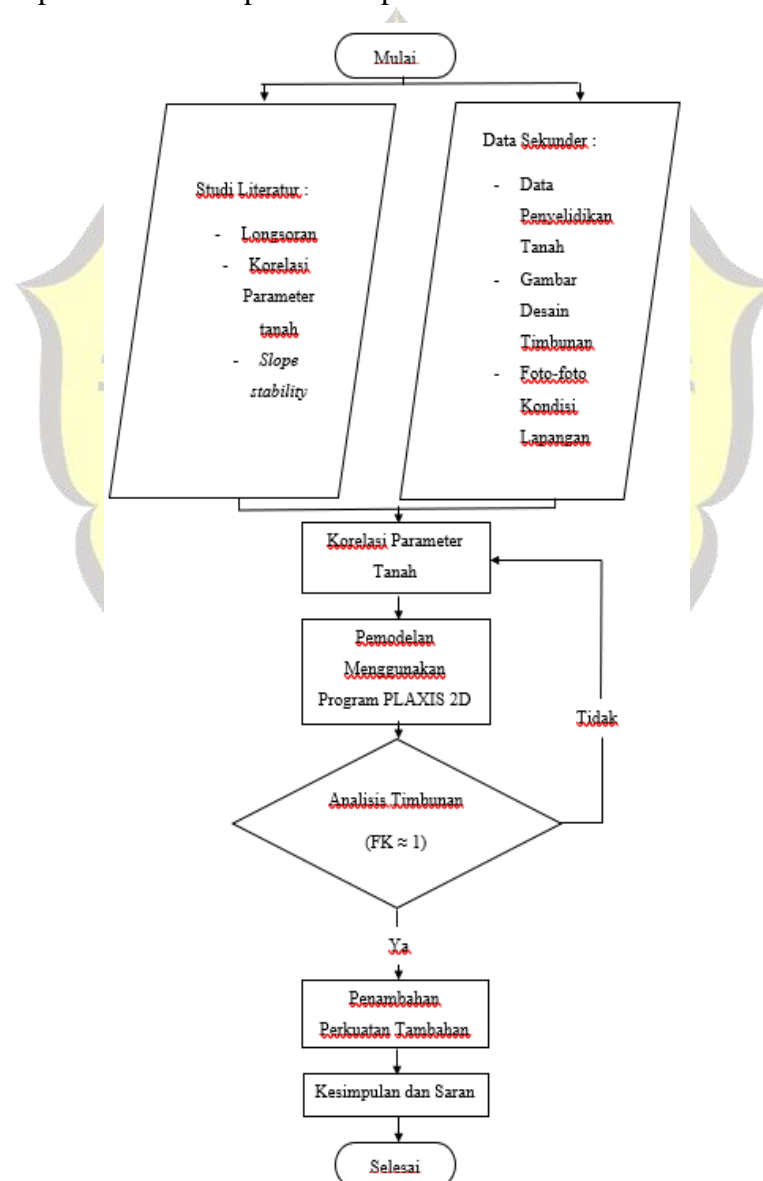 Mulai
Studi Literatur :
- Longsoran
- Korelasi
Parameter
tanah
- Slope
stability
Data Sekunder :
- Data
Penyelidikan
Tanah
- Gambar
Desain
Timbunan
- Foto-foto
Kondisi
Lapangan
Korelasi Parameter
Tanah
Pemodelan
Menggunakan
Program PLAXIS 2D
Tidak
Analisis Timbunan
(FK ≈ 1)
Ya
Penambahan
Perkuatan Tambahan
Kesimpulan dan Saran
Selesai